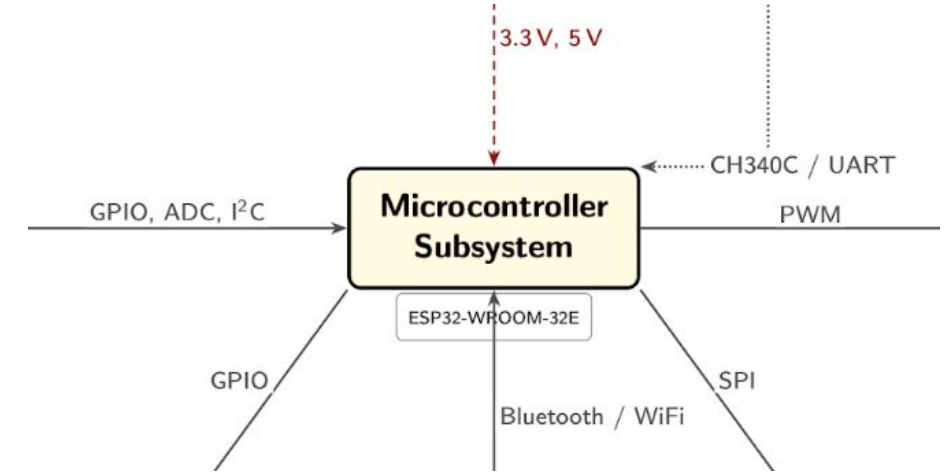 3.3 V, 5 V
CH340C / UART
GPIO, ADC, I²C
Microcontroller
Subsystem
PWM
ESP32-WROOM-32E
GPIO
SPI
Bluetooth / WiFi